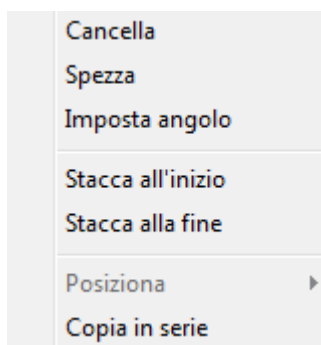 Cancella
Spezza
Imposta angolo
Stacca all'inizio
Stacca alla fine
Posiziona
Copia in serie